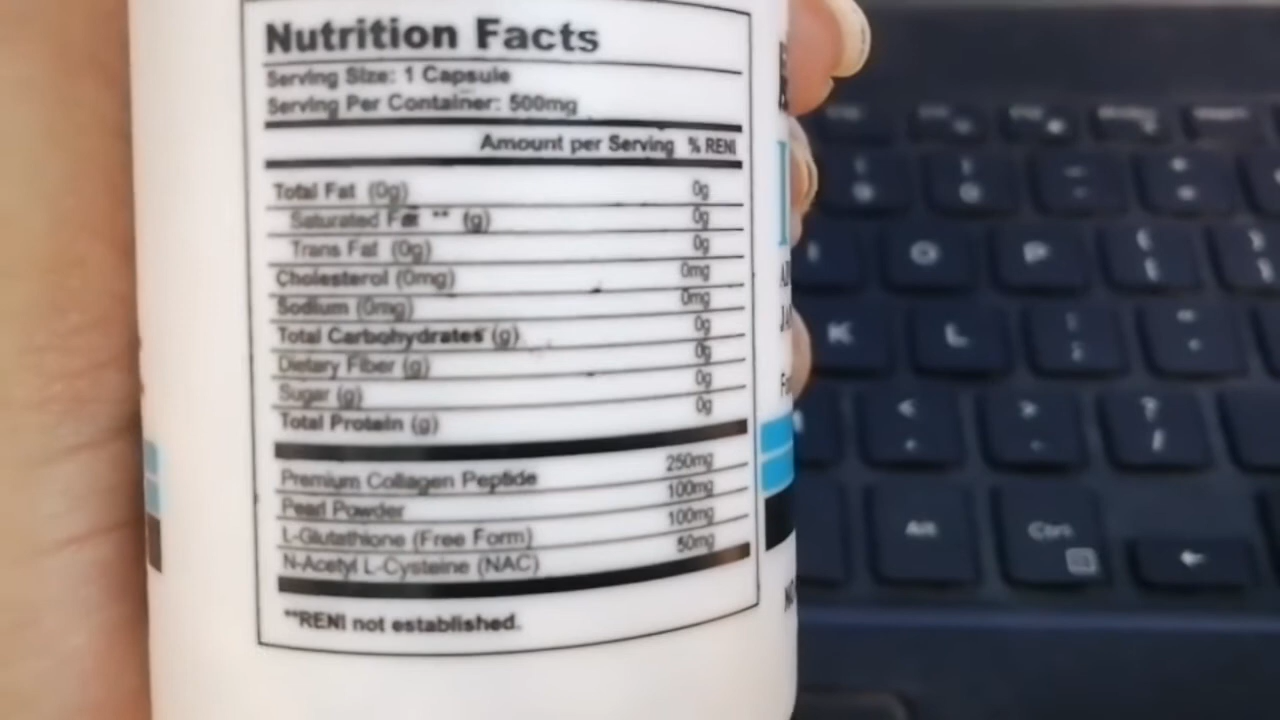 Nutrition Facts
Serving Size: 1 Capsule
Serving Per Container: 500mg
Amount per Serving % RENI
Total Fat (0g) 0g
Saturated Fat ** (g) 0g
Trans Fat (0g) 0g
Cholesterol (0mg) 0mg
Sodium (0mg) 0mg
Total Carbohydrates (g) 0g
Dietary Fiber (g) 0g
Sugar (g) 0g
Total Protein (g) 0g
Premium Collagen Peptide 250mg
Pearl Powder 100mg
L-Glutathione (Free Form) 100mg
N-Acetyl L-Cysteine (NAC) 50mg
**RENI not established.
O P { [
K L : ;
< > ? /
Alt Ctrl